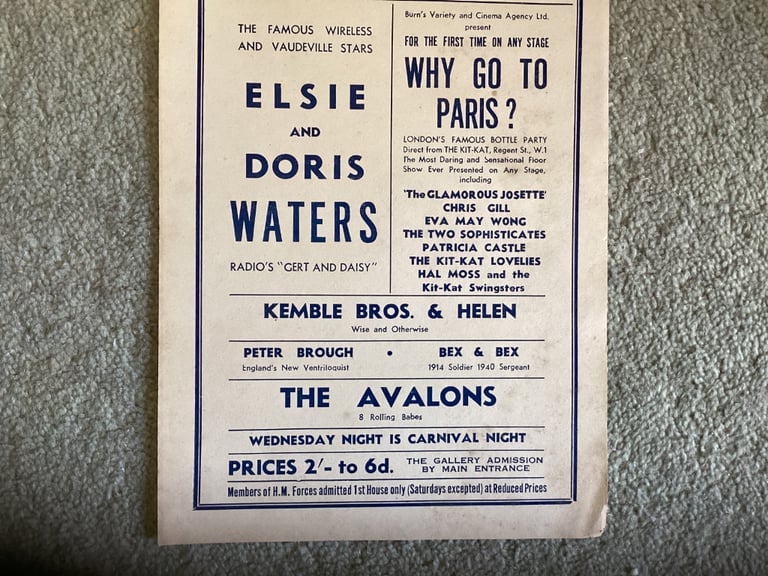 THE FAMOUS WIRELESS
AND VAUDEVILLE STARS
ELSIE
AND
DORIS
WATERS
RADIO'S "GERT AND DAISY"
Burn's Variety and Cinema Agency Ltd.
present
FOR THE FIRST TIME ON ANY STAGE
WHY GO TO
PARIS?
LONDON'S FAMOUS BOTTLE PARTY
Direct from THE KIT-KAT, Regent St., W.1
The Most Daring and Sensational Floor
Show Ever Presented on Any Stage,
including
'The GLAMOROUS JOSETTE'
CHRIS GILL
EVA MAY WONG
THE TWO SOPHISTICATES
PATRICIA CASTLE
THE KIT-KAT LOVELIES
HAL MOSS and the
Kit-Kat Swingsters
KEMBLE BROS. & HELEN
Wise and Otherwise
PETER BROUGH • BEX & BEX
England's New Ventriloquist 1914 Soldier 1940 Sergeant
THE AVALONS
8 Rolling Babes
WEDNESDAY NIGHT IS CARNIVAL NIGHT
PRICES 2/- to 6d. THE GALLERY ADMISSION
BY MAIN ENTRANCE
Members of H.M. Forces admitted 1st House only (Saturdays excepted) at Reduced Prices